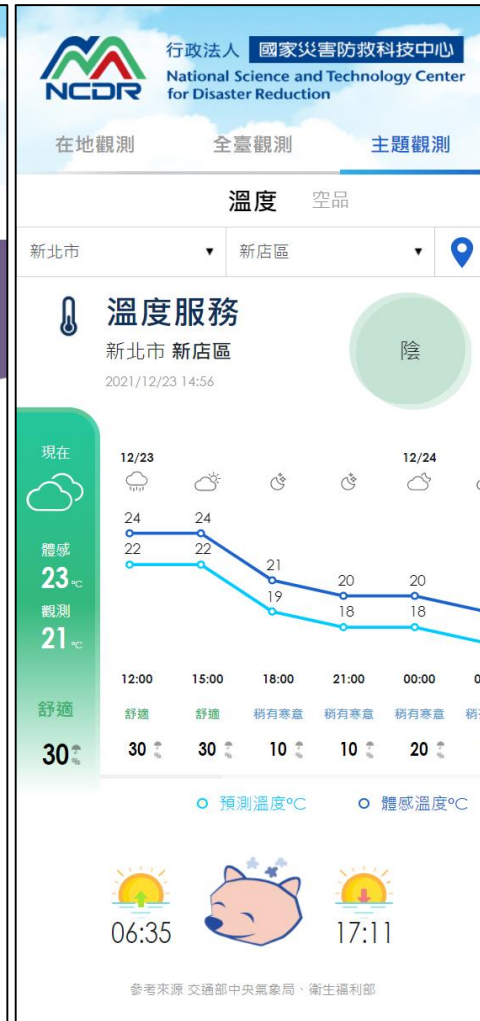 NCDR
行政法人 國家災害防救科技中心
National Science and Technology Center
for Disaster Reduction
在地觀測 全臺觀測 主題觀測
溫度 空品
新北市 ▼ 新店區 ▼
溫度服務
新北市 新店區
2021/12/23 14:56
陰
現在
體感
23 °C
觀測
21 °C
舒適
30 %
12/23 12/24
24 24
22 22 21 20 20
19 18 18
12:00 15:00 18:00 21:00 00:00
舒適 舒適 稍有寒意 稍有寒意 稍有寒意
30 % 30 % 10 % 10 % 20 %
預測溫度°C 體感溫度°C
06:35 17:11
參考來源 交通部中央氣象局、衛生福利部